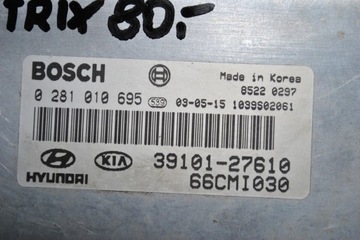 TRIX 80,-
BOSCH
Made in Korea
8522 0297
0 281 010 695 03-05-15 1039S02061
HYUNDAI KIA 39101-27610
66CMI030